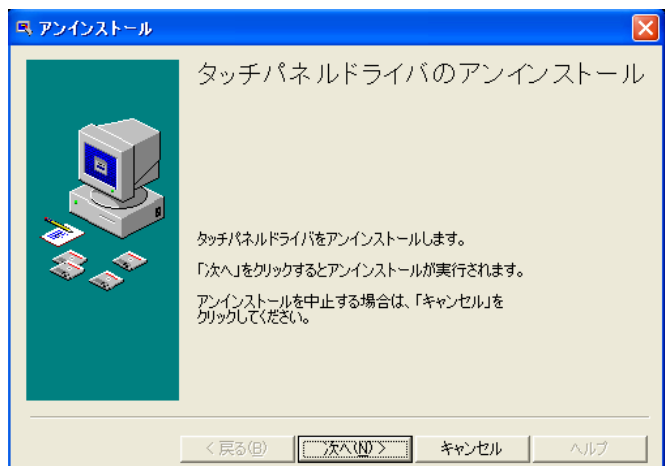 アンインストール
タッチパネルドライバのアンインストール
タッチパネルドライバをアンインストールします。
「次へ」をクリックするとアンインストールが実行されます。
アンインストールを中止する場合は、「キャンセル」を
クリックしてください。
< 戻る(B) 次へ(N) > キャンセル ヘルプ